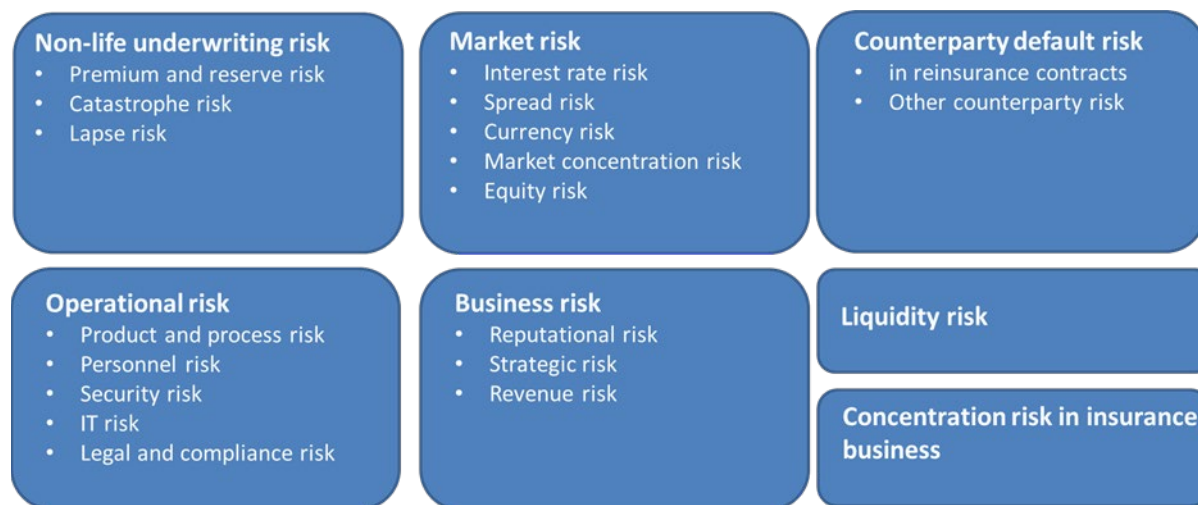 Non-life underwriting risk
• Premium and reserve risk
• Catastrophe risk
• Lapse risk
Market risk
• Interest rate risk
• Spread risk
• Currency risk
• Market concentration risk
• Equity risk
Counterparty default risk
• in reinsurance contracts
• Other counterparty risk
Operational risk
• Product and process risk
• Personnel risk
• Security risk
• IT risk
• Legal and compliance risk
Business risk
• Reputational risk
• Strategic risk
• Revenue risk
Liquidity risk
Concentration risk in insurance
business